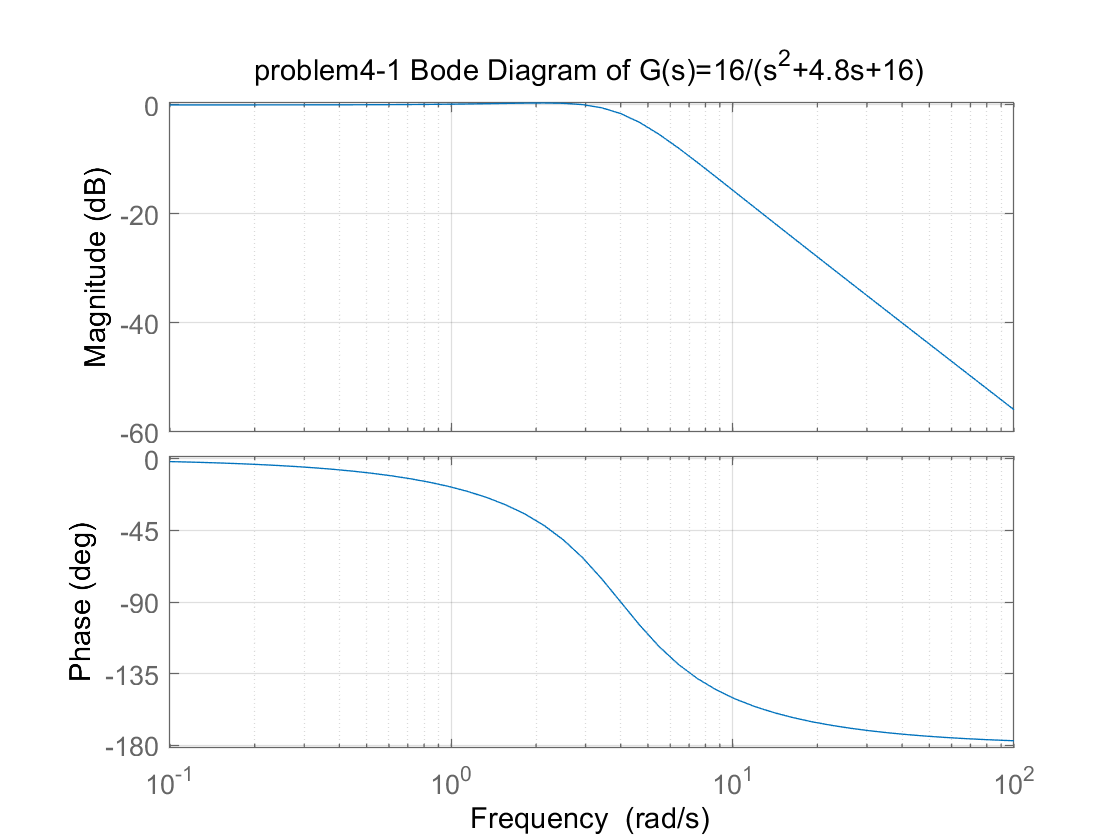 problem4-1 Bode Diagram of G(s)=16/(s²+4.8s+16)
0
-20
-40
-60
Magnitude (dB)
0
-45
-90
-135
-180
Phase (deg)
10⁻¹ 10⁰ 10¹ 10²
Frequency (rad/s)